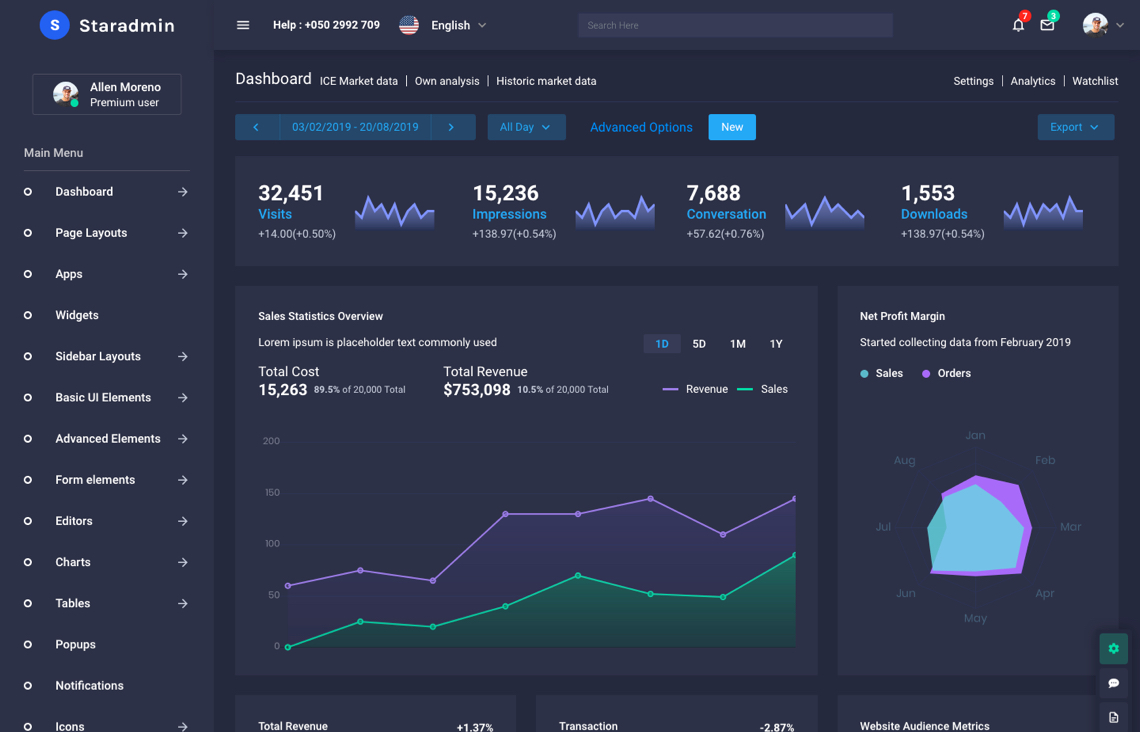 S Staradmin
Help : +050 2992 709
English
Search Here
7
3
Allen Moreno
Premium user
Main Menu
Dashboard
Page Layouts
Apps
Widgets
Sidebar Layouts
Basic UI Elements
Advanced Elements
Form elements
Editors
Charts
Tables
Popups
Notifications
Icons
Dashboard ICE Market data | Own analysis | Historic market data
Settings | Analytics | Watchlist
03/02/2019 - 20/08/2019
All Day
Advanced Options
New
Export
32,451
Visits
+14.00(+0.50%)
15,236
Impressions
+138.97(+0.54%)
7,688
Conversation
+57.62(+0.76%)
1,553
Downloads
+138.97(+0.54%)
Sales Statistics Overview
Lorem ipsum is placeholder text commonly used
1D 5D 1M 1Y
Total Cost
15,263 89.5% of 20,000 Total
Total Revenue
$753,098 10.5% of 20,000 Total
Revenue Sales
200
150
100
50
0
Net Profit Margin
Started collecting data from February 2019
Sales Orders
Jan
Feb
Mar
Apr
May
Jun
Jul
Aug
Total Revenue +1.37%
Transaction -2.87%
Website Audience Metrics